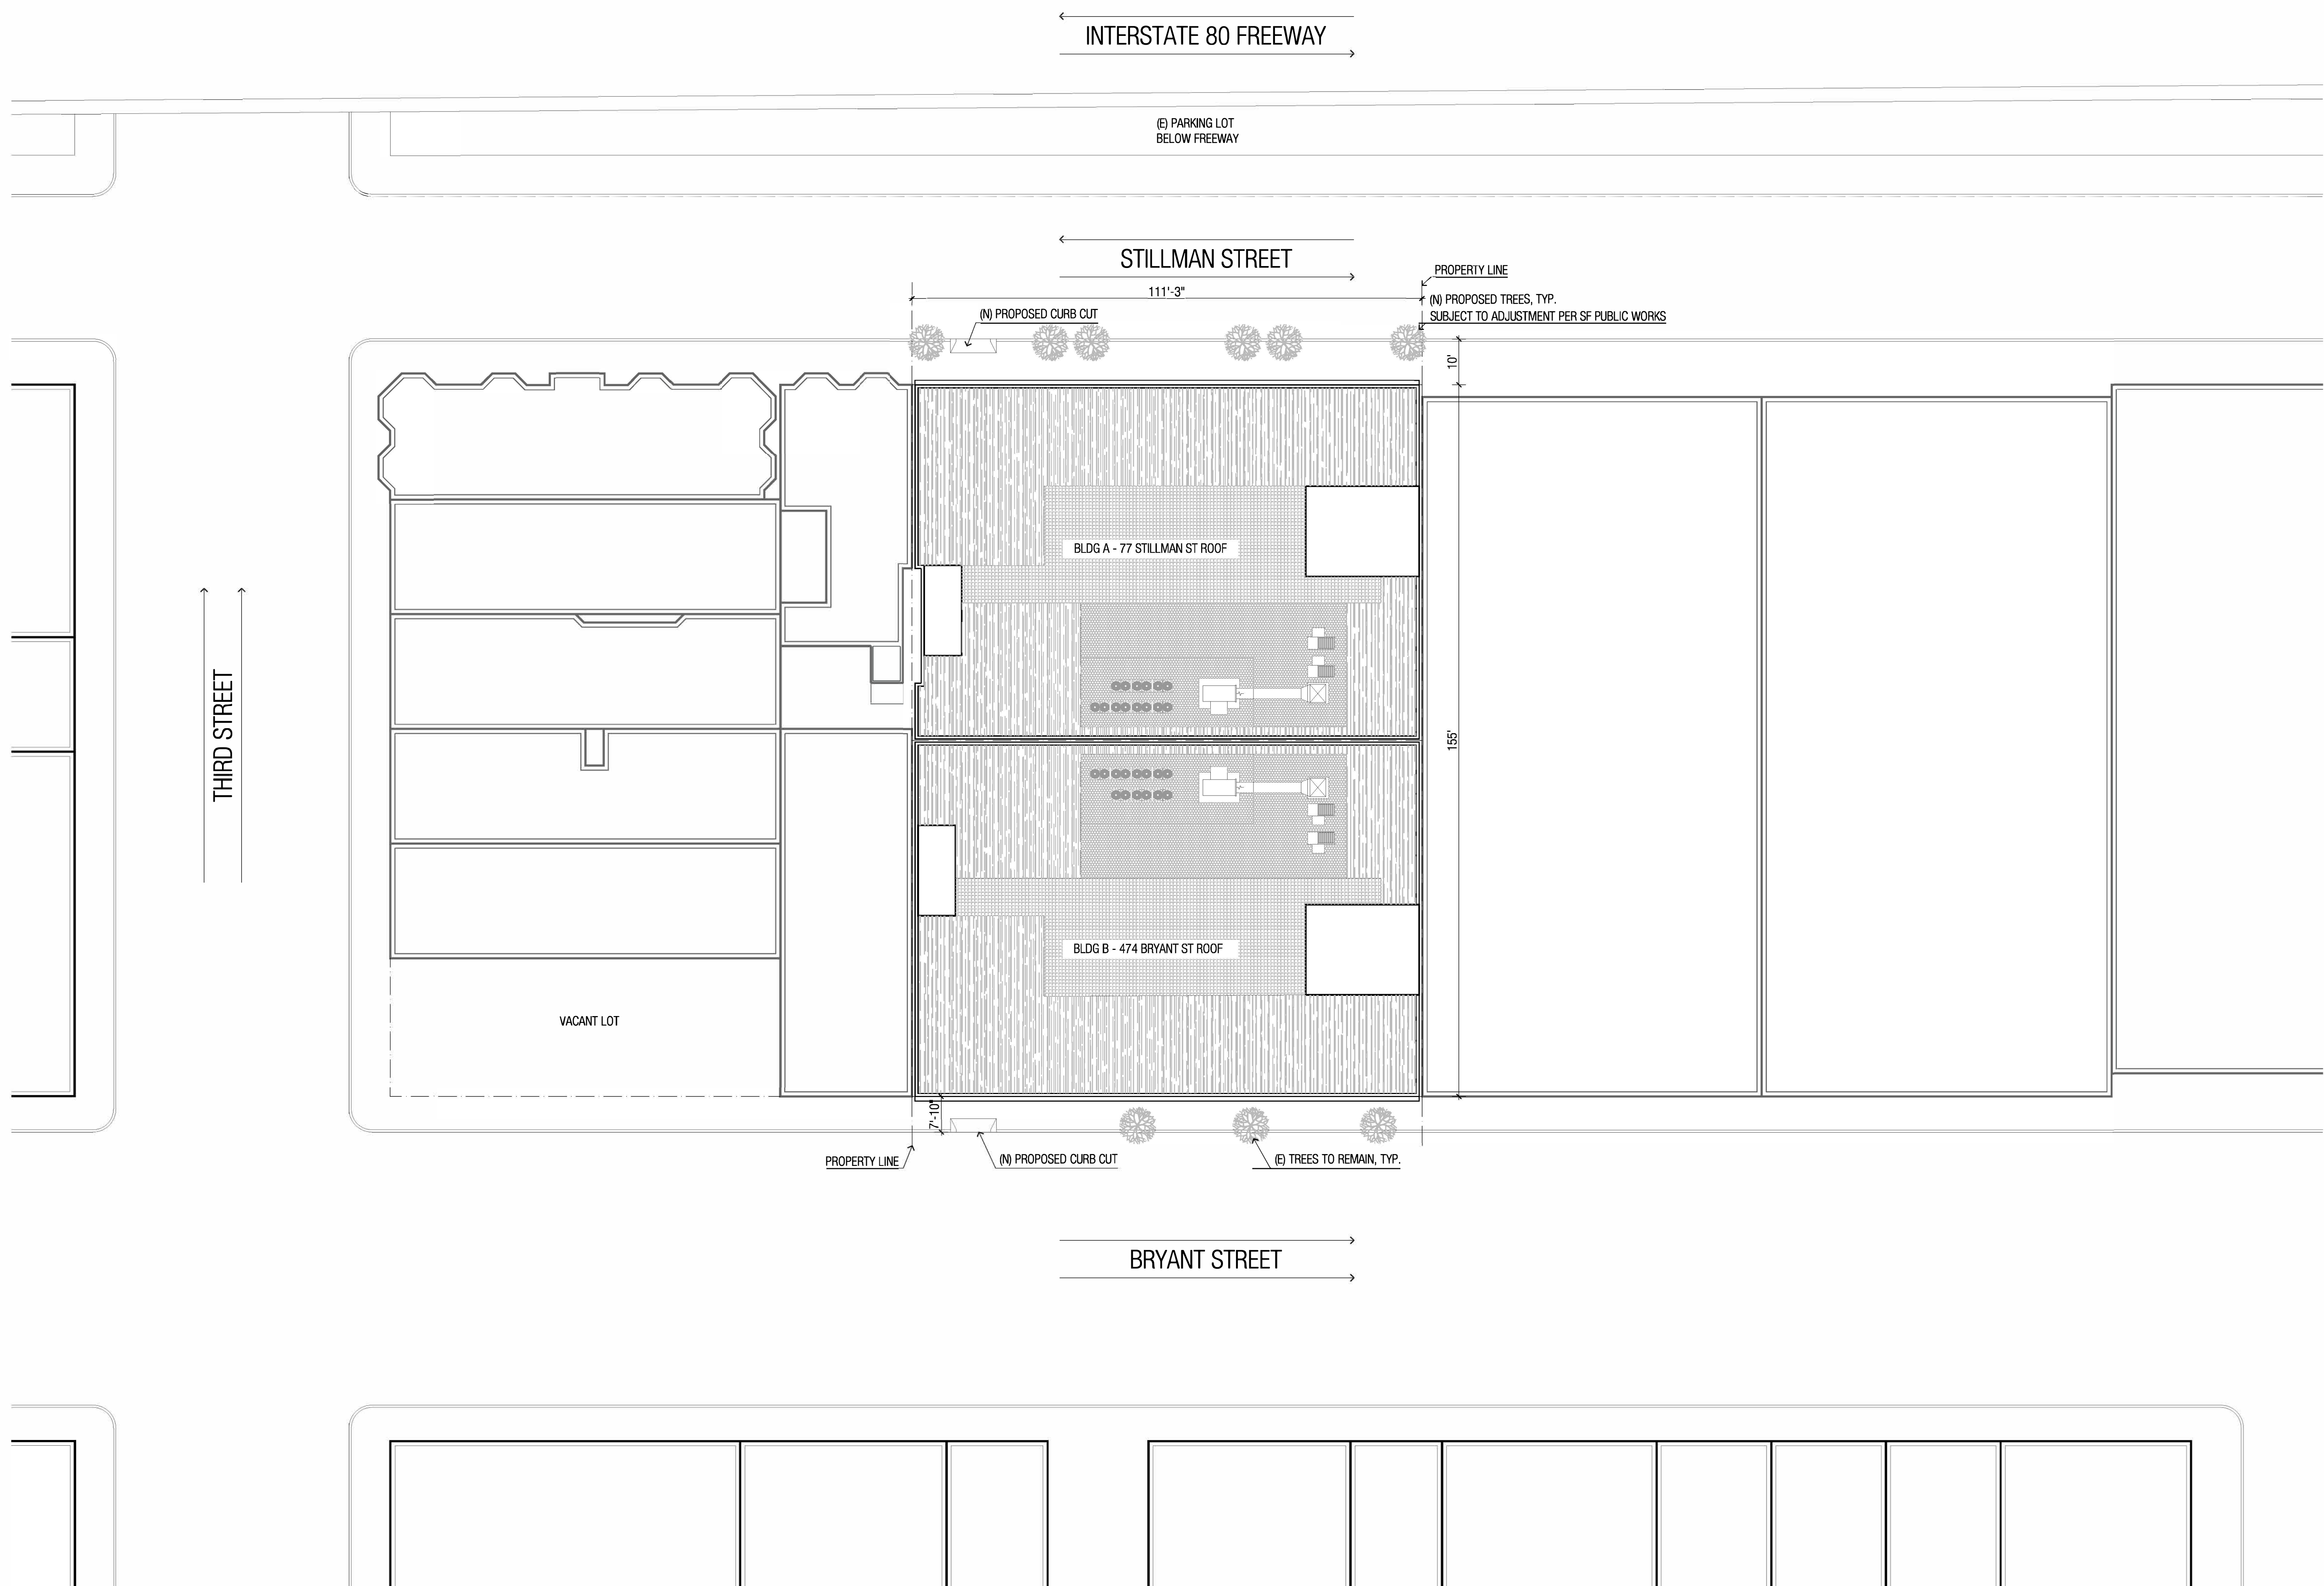 INTERSTATE 80 FREEWAY
(E) PARKING LOT
BELOW FREEWAY
STILLMAN STREET
PROPERTY LINE
111'-3"
(N) PROPOSED TREES, TYP.
SUBJECT TO ADJUSTMENT PER SF PUBLIC WORKS
(N) PROPOSED CURB CUT
10'
BLDG A - 77 STILLMAN ST ROOF
THIRD STREET
155'
BLDG B - 474 BRYANT ST ROOF
VACANT LOT
7'-10"
PROPERTY LINE
(N) PROPOSED CURB CUT
(E) TREES TO REMAIN, TYP.
BRYANT STREET